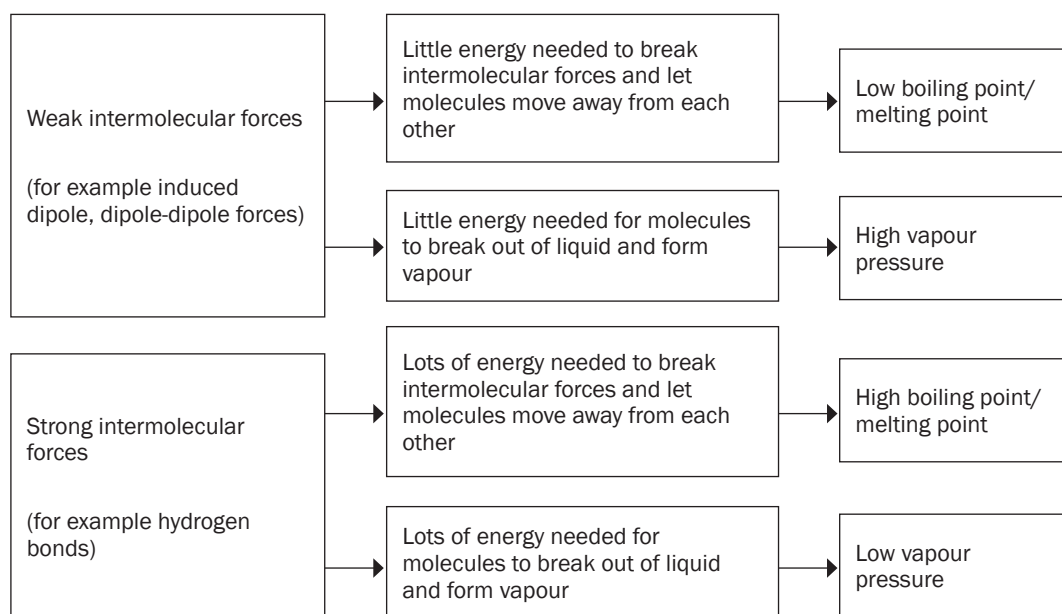 Weak intermolecular forces
(for example induced
dipole, dipole-dipole forces)
Little energy needed to break
intermolecular forces and let
molecules move away from each
other
Low boiling point/
melting point
Little energy needed for molecules
to break out of liquid and form
vapour
High vapour
pressure
Strong intermolecular
forces
(for example hydrogen
bonds)
Lots of energy needed to break
intermolecular forces and let
molecules move away from each
other
High boiling point/
melting point
Lots of energy needed for
molecules to break out of liquid
and form vapour
Low vapour
pressure